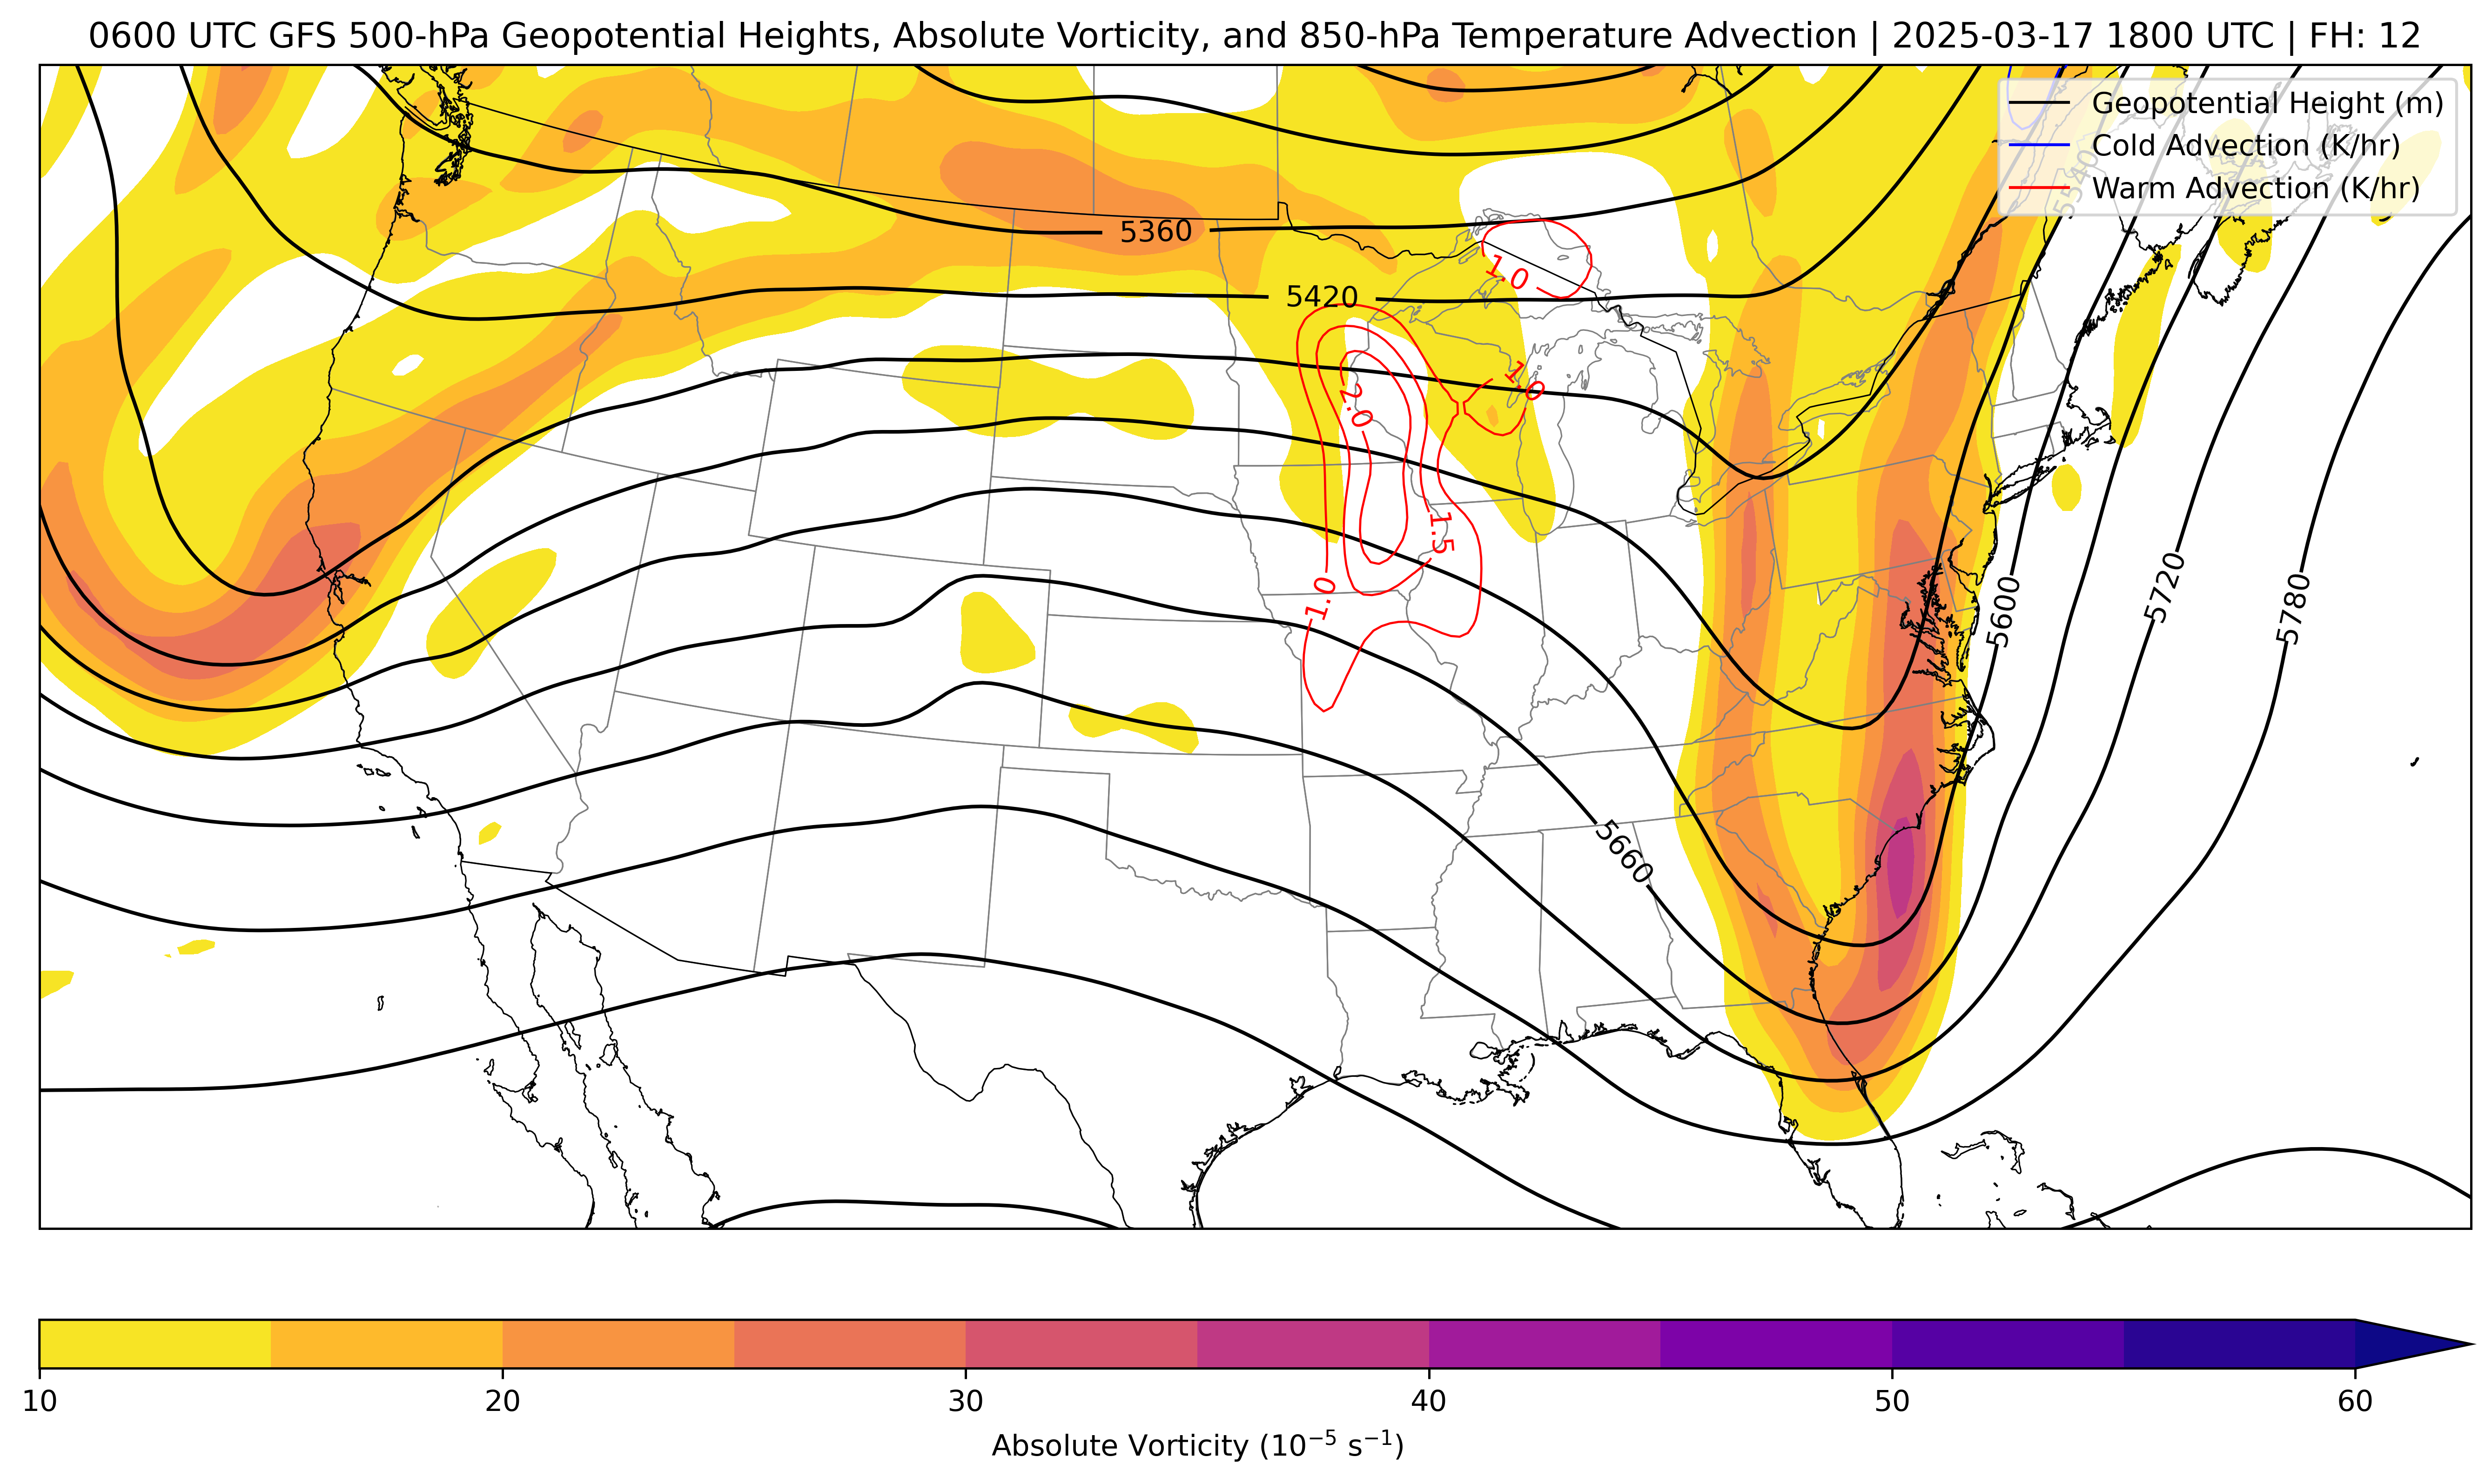 0600 UTC GFS 500-hPa Geopotential Heights, Absolute Vorticity, and 850-hPa Temperature Advection | 2025-03-17 1800 UTC | FH: 12
Geopotential Height (m)
Cold Advection (K/hr)
Warm Advection (K/hr)
5540
5360
1.0
5420
1.0
2.0
1.5
1.0
5600
5720
5780
5660
10 20 30 40 50 60
Absolute Vorticity (10⁻⁵ s⁻¹)